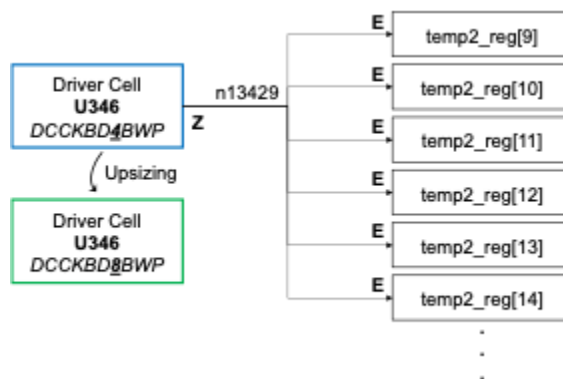 Driver Cell
U346
DCCKBD4BWP
Z
n13429
Upsizing
Driver Cell
U346
DCCKBD8BWP
E
temp2_reg[9]
E
temp2_reg[10]
E
temp2_reg[11]
E
temp2_reg[12]
E
temp2_reg[13]
E
temp2_reg[14]